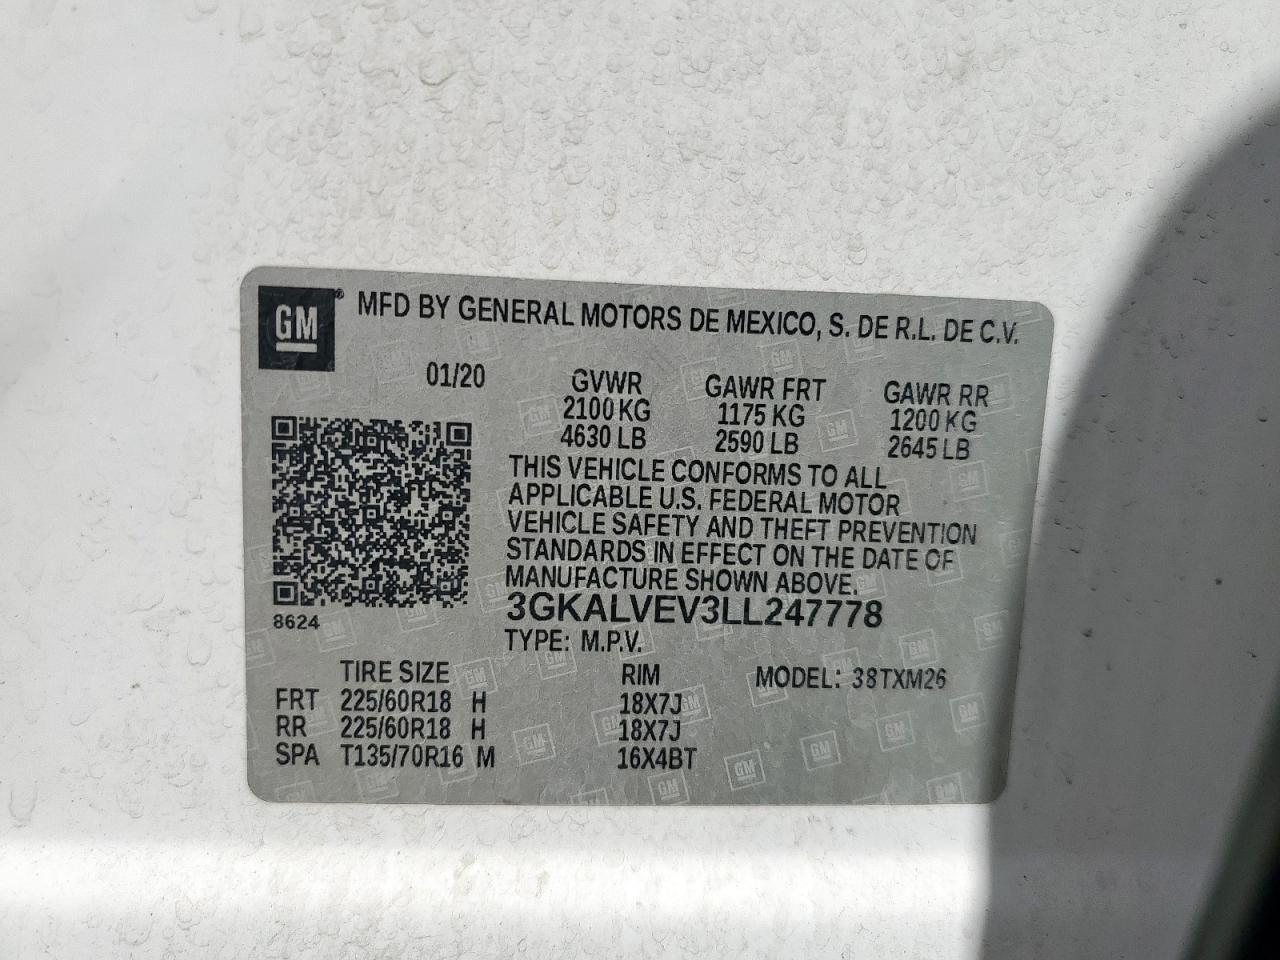 GM® MFD BY GENERAL MOTORS DE MEXICO, S. DE R.L. DE C.V.
01/20
GVWR GAWR FRT GAWR RR
2100 KG 1175 KG 1200 KG
4630 LB 2590 LB 2645 LB
THIS VEHICLE CONFORMS TO ALL
APPLICABLE U.S. FEDERAL MOTOR
VEHICLE SAFETY AND THEFT PREVENTION
STANDARDS IN EFFECT ON THE DATE OF
MANUFACTURE SHOWN ABOVE.
8624
3GKALVEV3LL247778
TYPE: M.P.V.
TIRE SIZE RIM MODEL: 38TXM26
FRT 225/60R18 H 18X7J
RR 225/60R18 H 18X7J
SPA T135/70R16 M 16X4BT